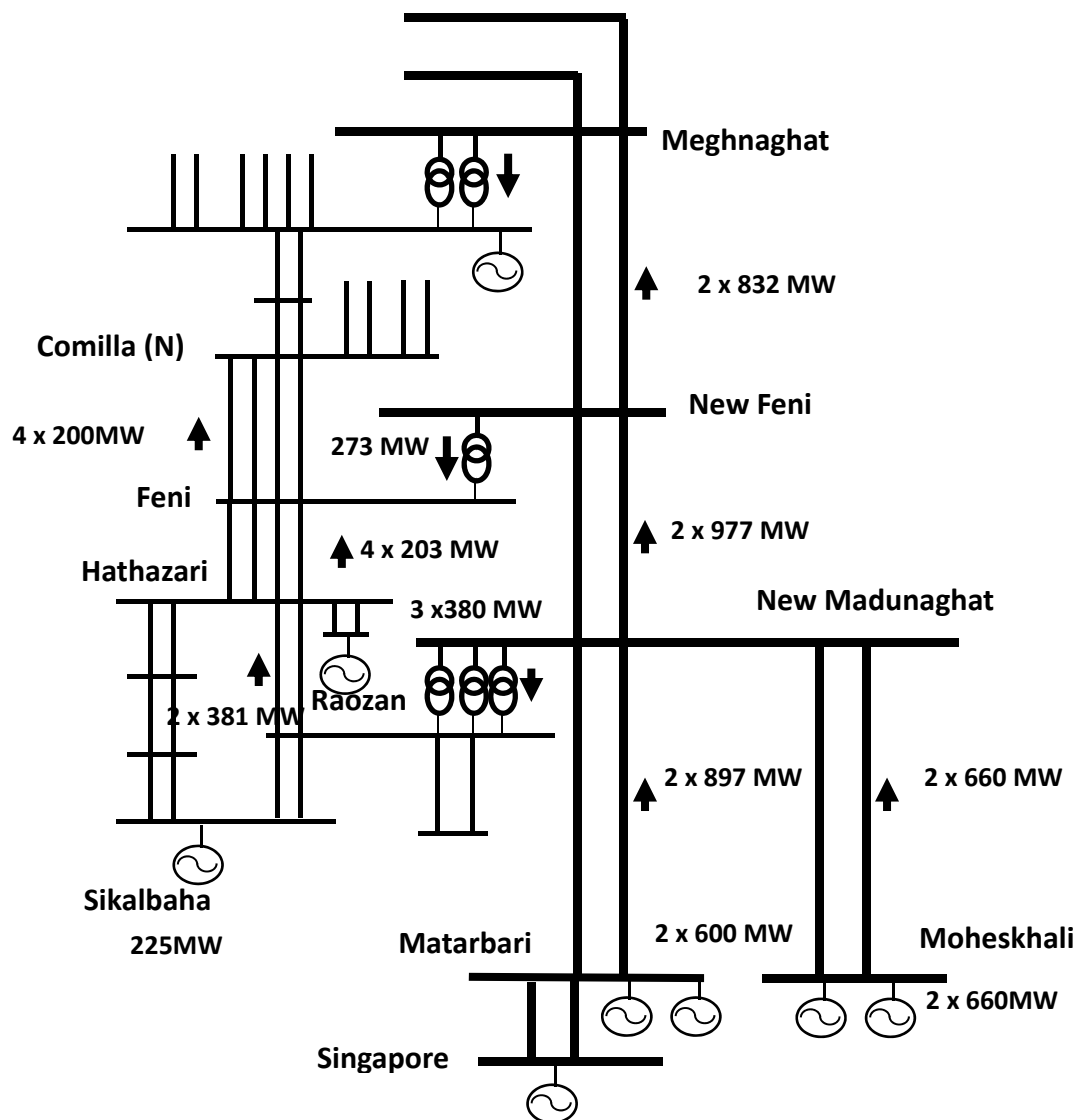 Meghnaghat
2 x 832 MW
Comilla (N)
New Feni
4 x 200MW
273 MW
Feni
2 x 977 MW
4 x 203 MW
Hathazari
3 x380 MW
New Madunaghat
Raozan
2 x 381 MW
2 x 897 MW
2 x 660 MW
Sikalbaha
225MW
Matarbari
2 x 600 MW
Moheskhali
2 x 660MW
Singapore